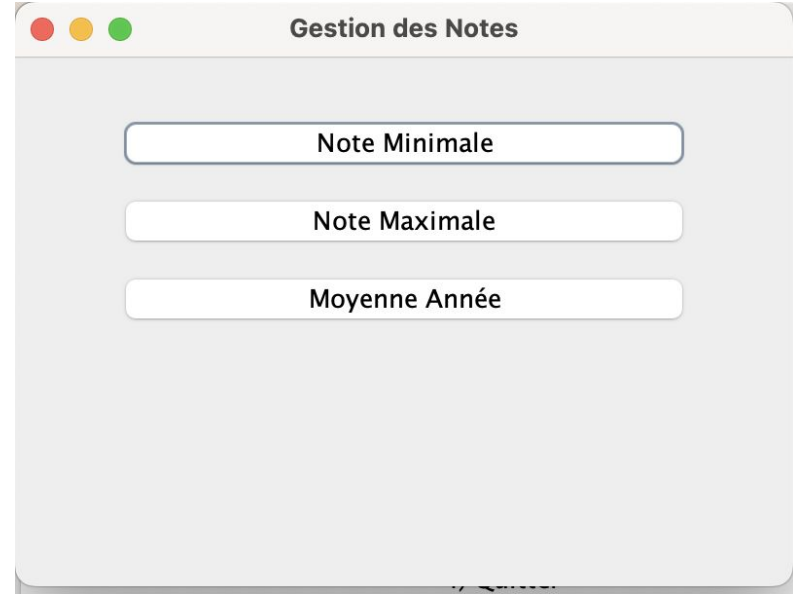 Gestion des Notes
Note Minimale
Note Maximale
Moyenne Année